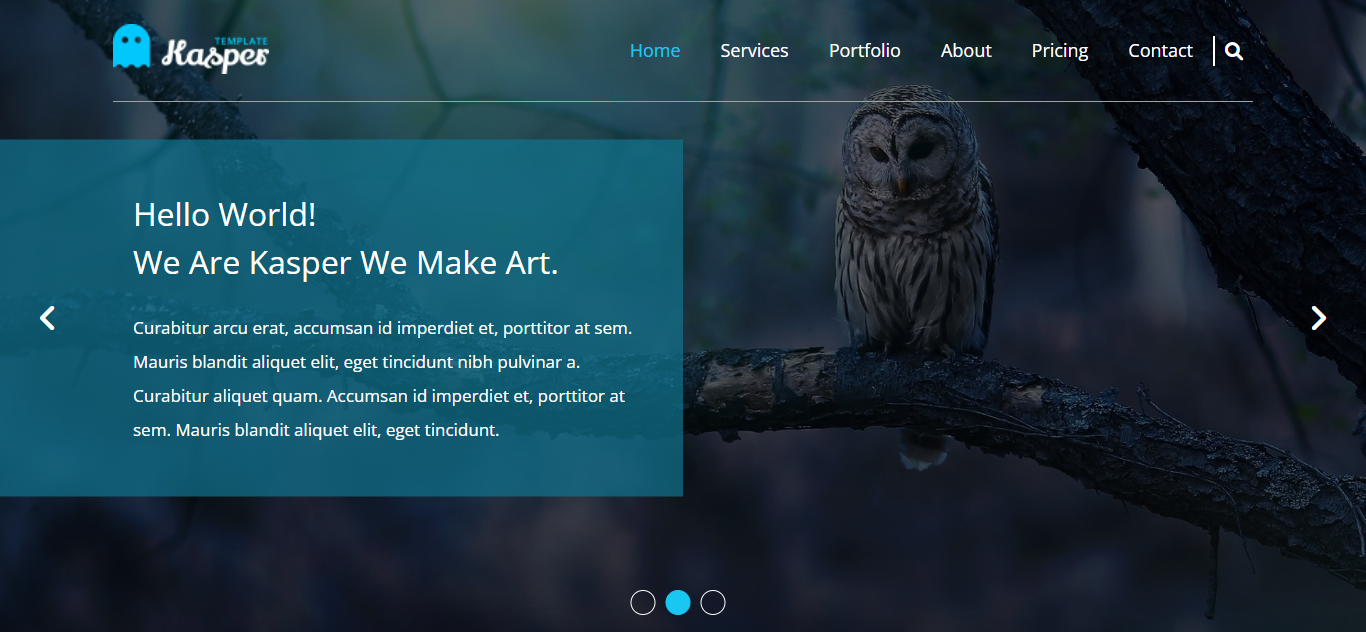 TEMPLATE
Kasper
Home Services Portfolio About Pricing Contact
Hello World!
We Are Kasper We Make Art.
Curabitur arcu erat, accumsan id imperdiet et, porttitor at sem.
Mauris blandit aliquet elit, eget tincidunt nibh pulvinar a.
Curabitur aliquet quam. Accumsan id imperdiet et, porttitor at
sem. Mauris blandit aliquet elit, eget tincidunt.